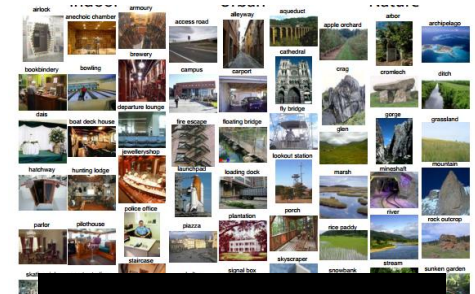 airlock
anechoic chamber
armoury
access road
alleyway
aqueduct
apple orchard
arbor
archipelago
brewery
cathedral
bookbindery
bowling
campus
carport
crag
cromlech
ditch
departure lounge
fly bridge
dais
boat deck house
fire escape
floating bridge
glen
gorge
grassland
jewelleryshop
lookout station
hatchway
hunting lodge
launchpad
loading dock
marsh
mineshaft
mountain
police office
porch
river
parlor
pilothouse
piazza
plantation
rice paddy
rock outcrop
staircase
skyscraper
stream
signal box
snowbank
sunken garden